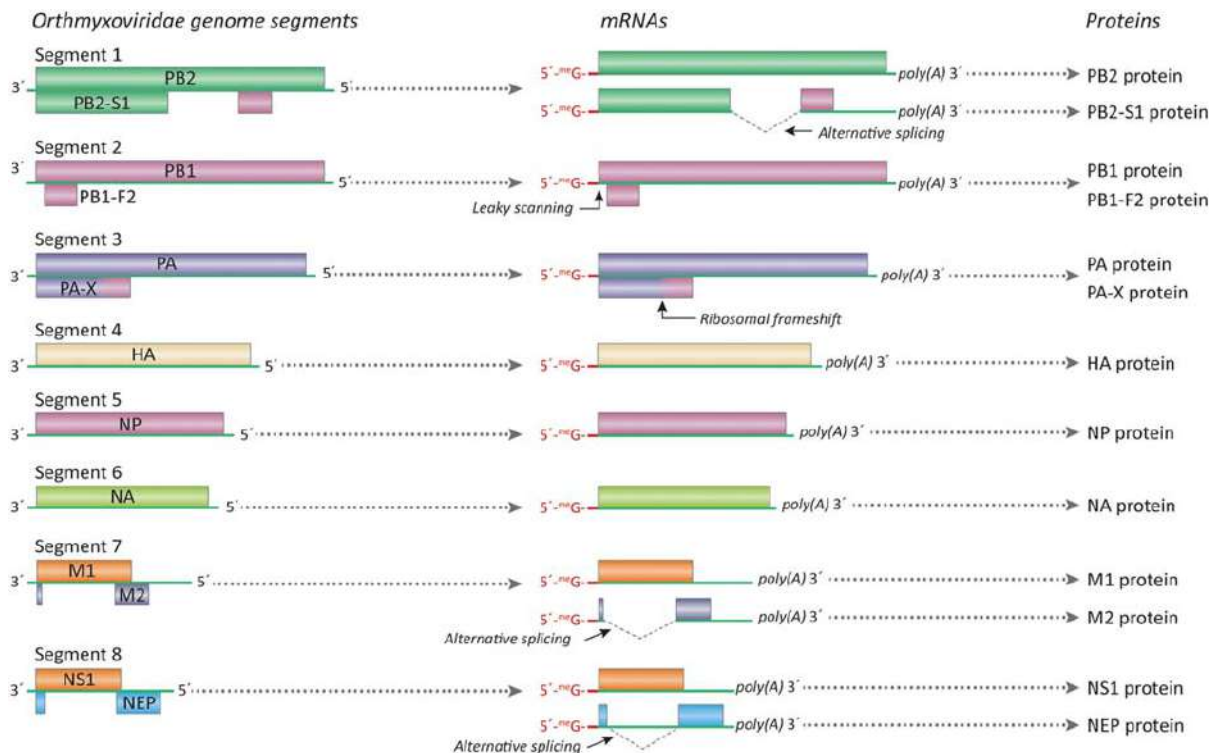 Orthmyxoviridae genome segments mRNAs Proteins
Segment 1
3´ PB2 5´ 5´-ᵐᵉG- poly(A) 3´ PB2 protein
PB2-S1 5´-ᵐᵉG- poly(A) 3´ PB2-S1 protein
Alternative splicing
Segment 2
3´ PB1 5´ 5´-ᵐᵉG- poly(A) 3´ PB1 protein
PB1-F2 PB1-F2 protein
Leaky scanning
Segment 3
3´ PA 5´ 5´-ᵐᵉG- poly(A) 3´ PA protein
PA-X PA-X protein
Ribosomal frameshift
Segment 4
3´ HA 5´ 5´-ᵐᵉG- poly(A) 3´ HA protein
Segment 5
3´ NP 5´ 5´-ᵐᵉG- poly(A) 3´ NP protein
Segment 6
3´ NA 5´ 5´-ᵐᵉG- poly(A) 3´ NA protein
Segment 7
3´ M1 5´ 5´-ᵐᵉG- poly(A) 3´ M1 protein
M2 5´-ᵐᵉG- poly(A) 3´ M2 protein
Alternative splicing
Segment 8
3´ NS1 5´ 5´-ᵐᵉG- poly(A) 3´ NS1 protein
NEP 5´-ᵐᵉG- poly(A) 3´ NEP protein
Alternative splicing